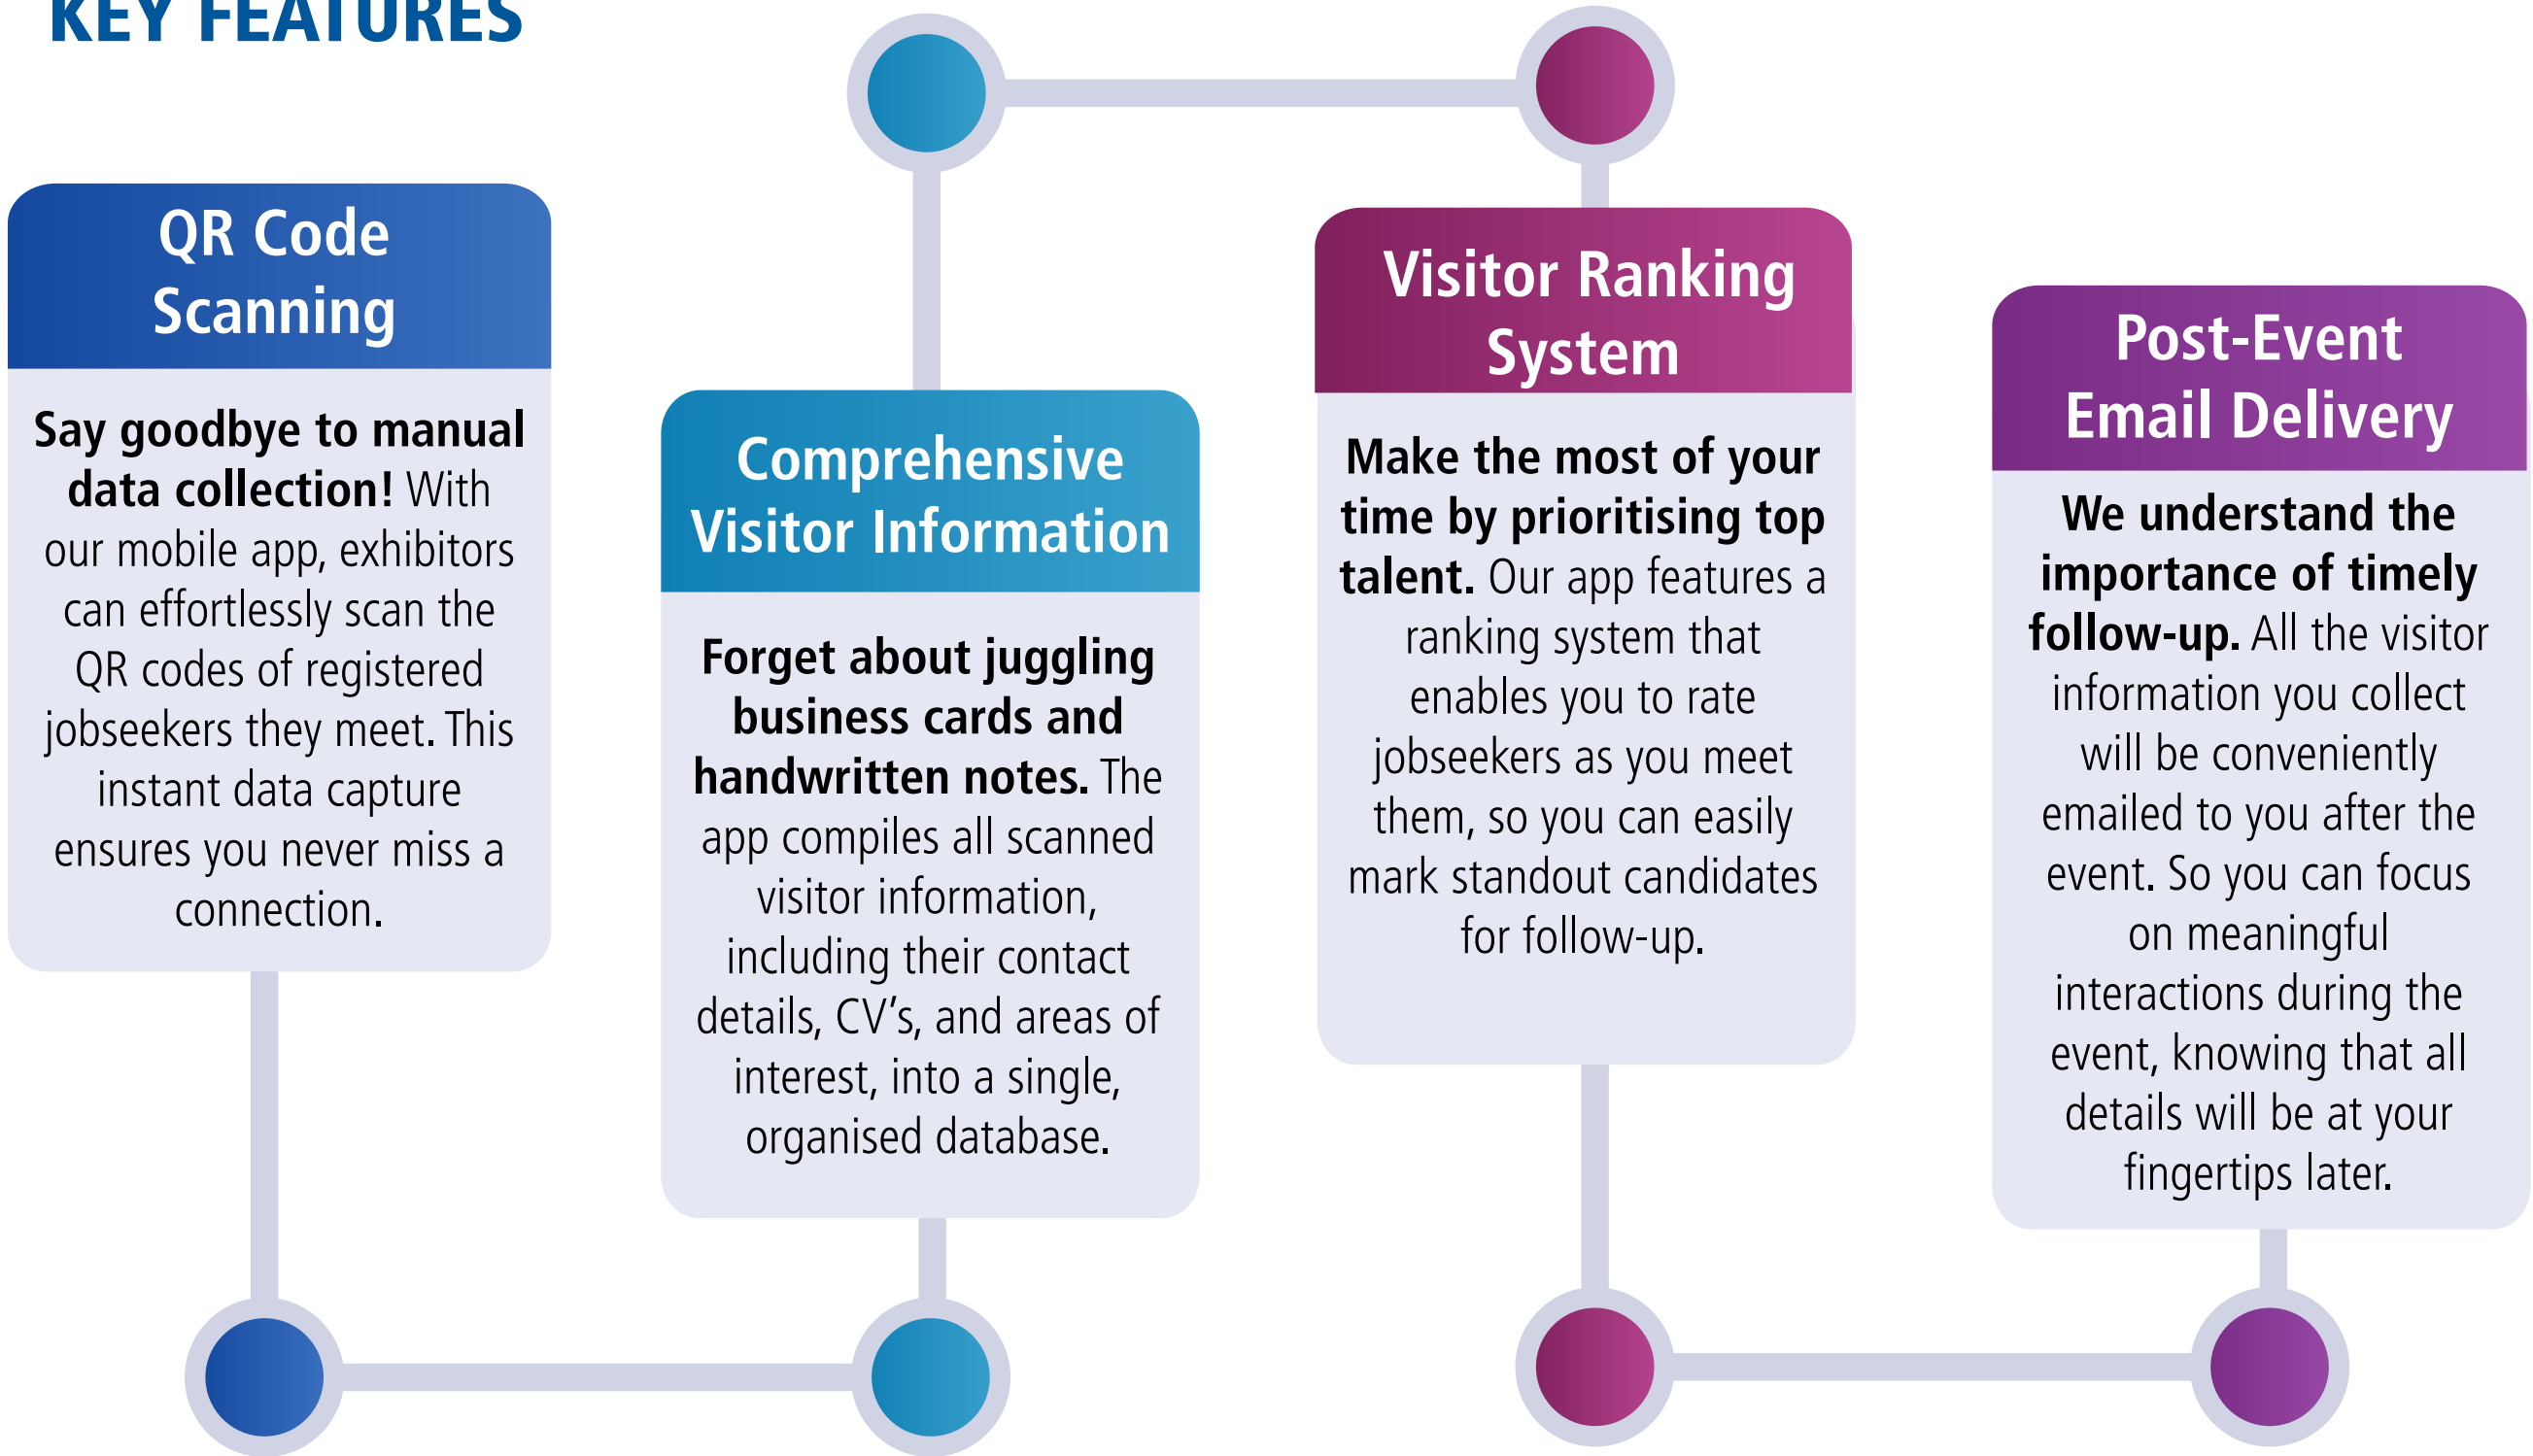 KEY FEATURES
QR Code
Scanning
Say goodbye to manual
data collection! With
our mobile app, exhibitors
can effortlessly scan the
QR codes of registered
jobseekers they meet. This
instant data capture
ensures you never miss a
connection.
Comprehensive
Visitor Information
Forget about juggling
business cards and
handwritten notes. The
app compiles all scanned
visitor information,
including their contact
details, CV's, and areas of
interest, into a single,
organised database.
Visitor Ranking
System
Make the most of your
time by prioritising top
talent. Our app features a
ranking system that
enables you to rate
jobseekers as you meet
them, so you can easily
mark standout candidates
for follow-up.
Post-Event
Email Delivery
We understand the
importance of timely
follow-up. All the visitor
information you collect
will be conveniently
emailed to you after the
event. So you can focus
on meaningful
interactions during the
event, knowing that all
details will be at your
fingertips later.